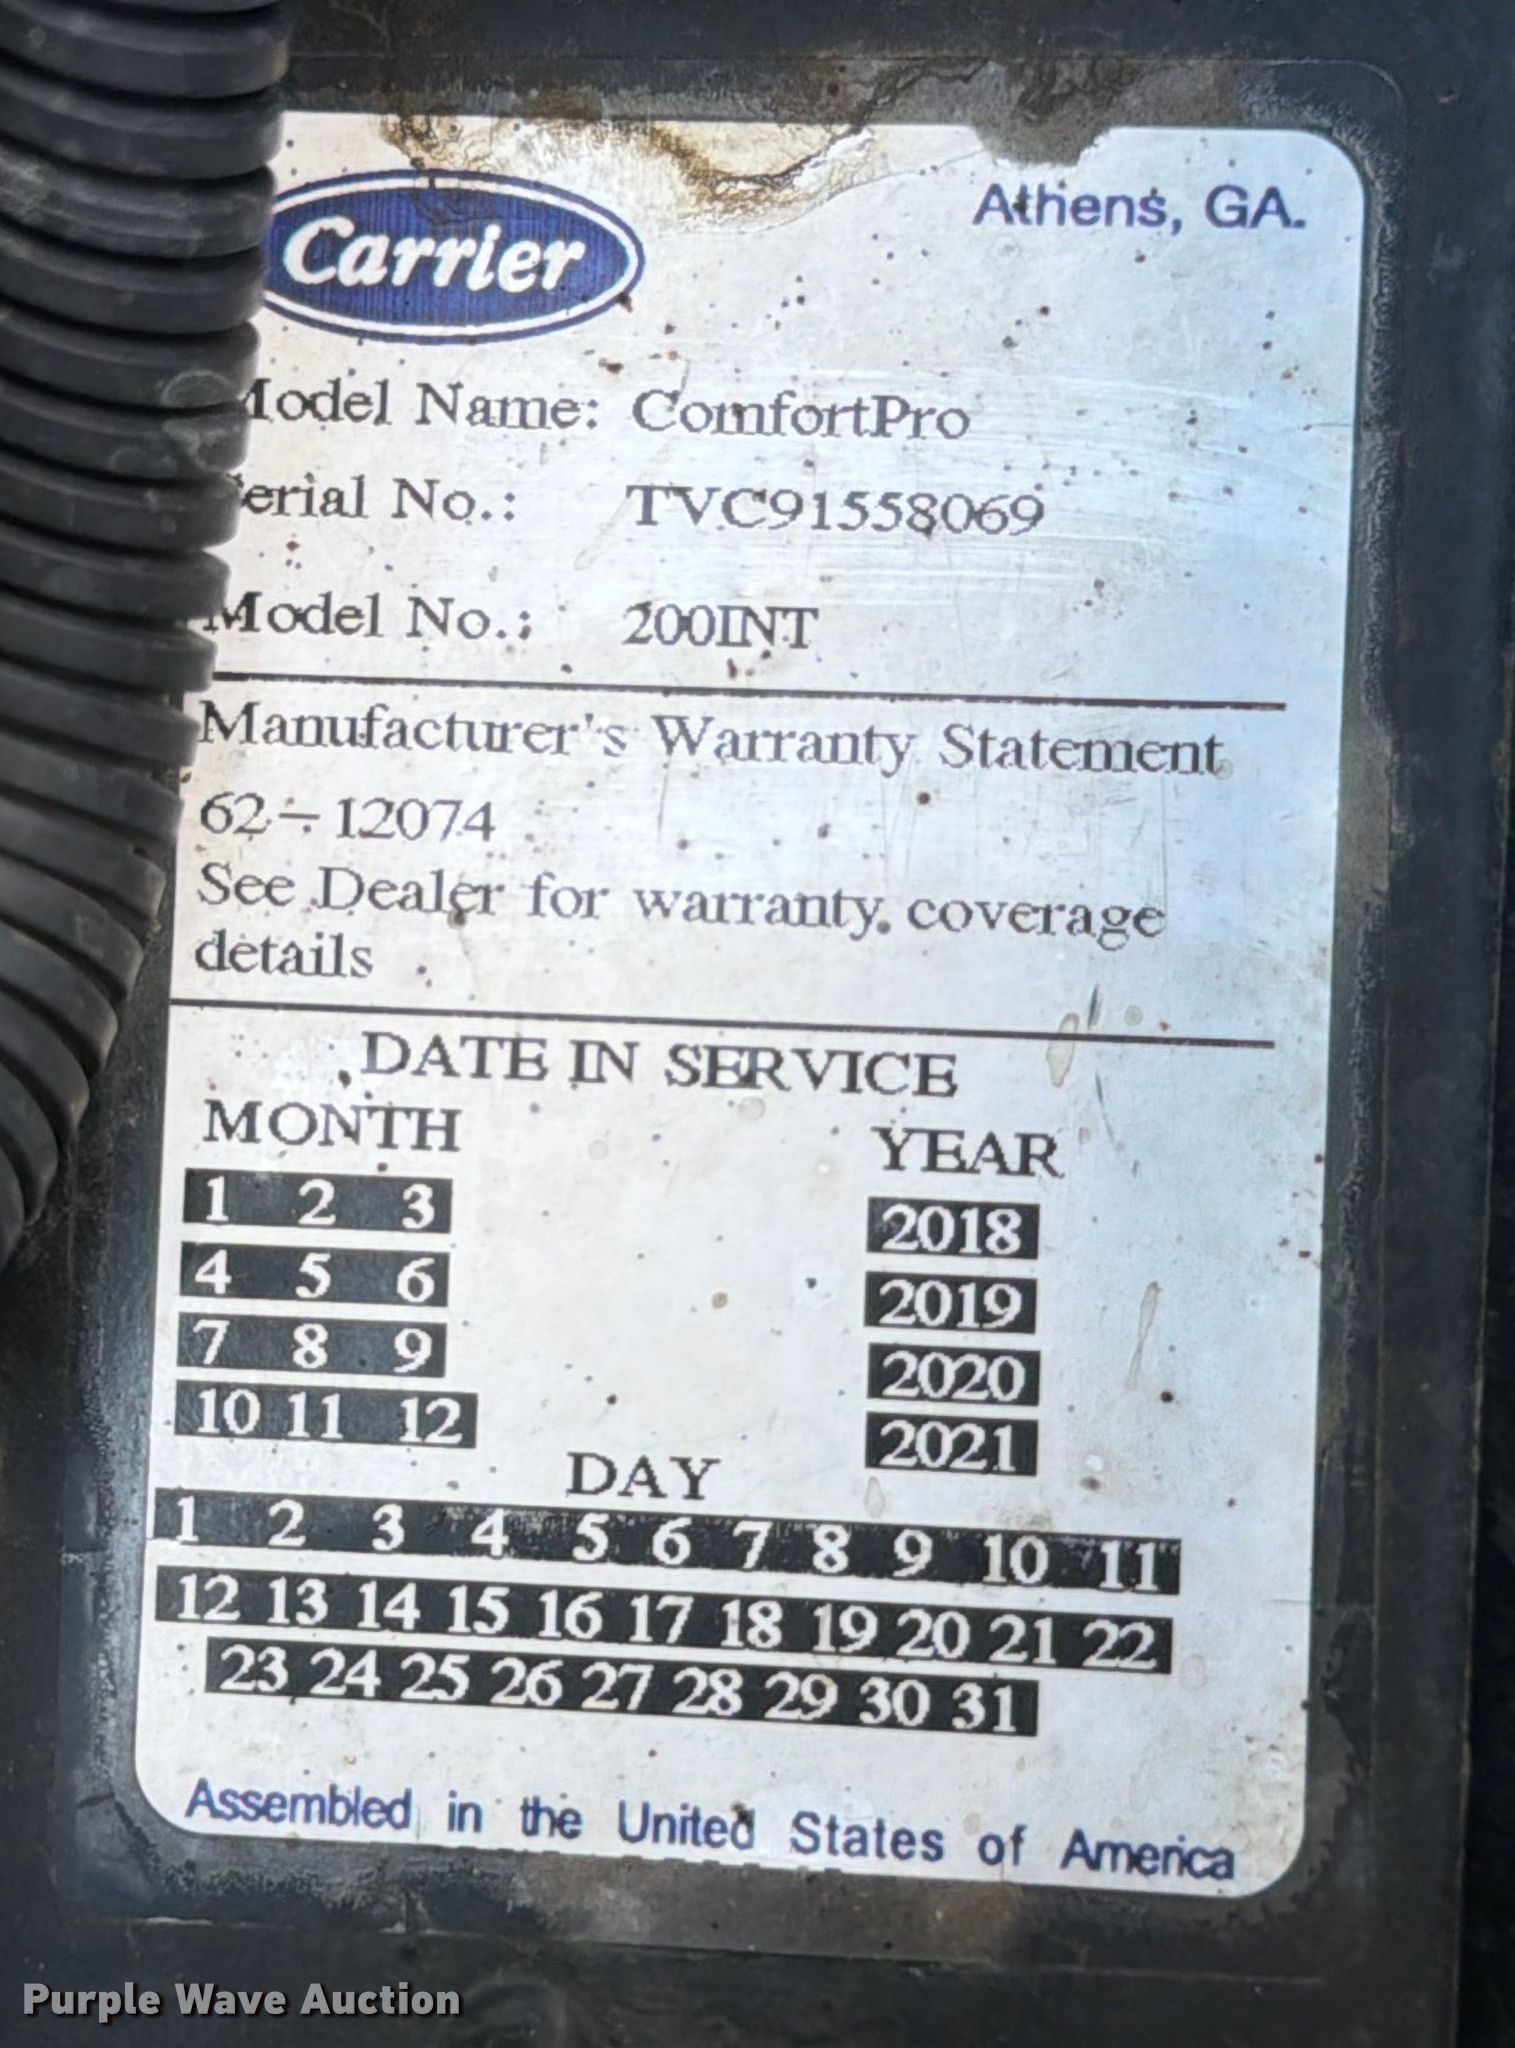 Carrier
Athens, GA.
Model Name: ComfortPro
Serial No.: TVC91558069
Model No.: 200INT
Manufacturer's Warranty Statement
62-12074
See Dealer for warranty coverage
details
DATE IN SERVICE
MONTH
YEAR
1 2 3
2018
4 5 6
2019
7 8 9
2020
10 11 12
2021
DAY
1 2 3 4 5 6 7 8 9 10 11
12 13 14 15 16 17 18 19 20 21 22
23 24 25 26 27 28 29 30 31
Assembled in the United States of America
Purple Wave Auction